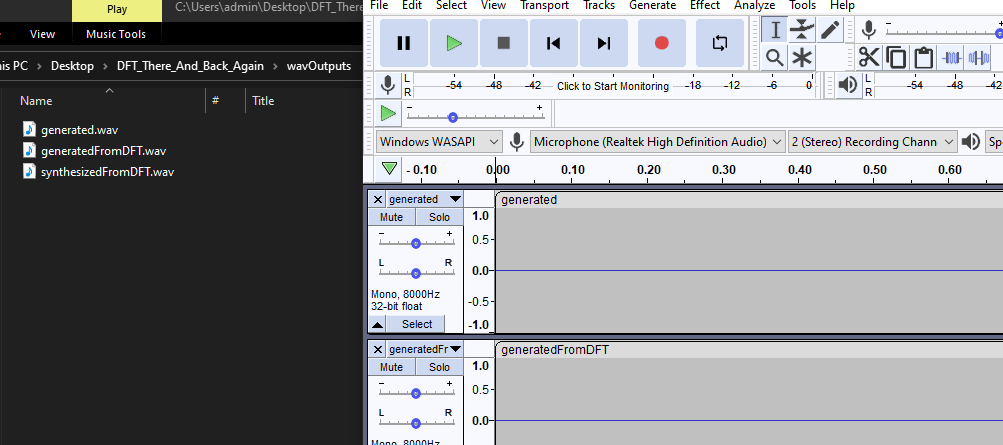 Play
C:\Users\admin\Desktop\DFT_There
View
Music Tools
his PC > Desktop > DFT_There_And_Back_Again > wavOutputs
Name # Title
generated.wav
generatedFromDFT.wav
synthesizedFromDFT.wav
File Edit Select View Transport Tracks Generate Effect Analyze Tools Help
L R -54 -48 -42 Click to Start Monitoring -18 -12 -6 0
L R -54 -48 -42
- +
Windows WASAPI Microphone (Realtek High Definition Audio) 2 (Stereo) Recording Chann Sp
- 0.10 0.00 0.10 0.20 0.30 0.40 0.50 0.60
generated
generated
Mute Solo
- +
L R
Mono, 8000Hz
32-bit float
Select
1.0
0.5
0.0
-0.5
-1.0
generatedFr
generatedFromDFT
Mute Solo
- +
L R
Mono, 8000Hz
1.0
0.5
0.0